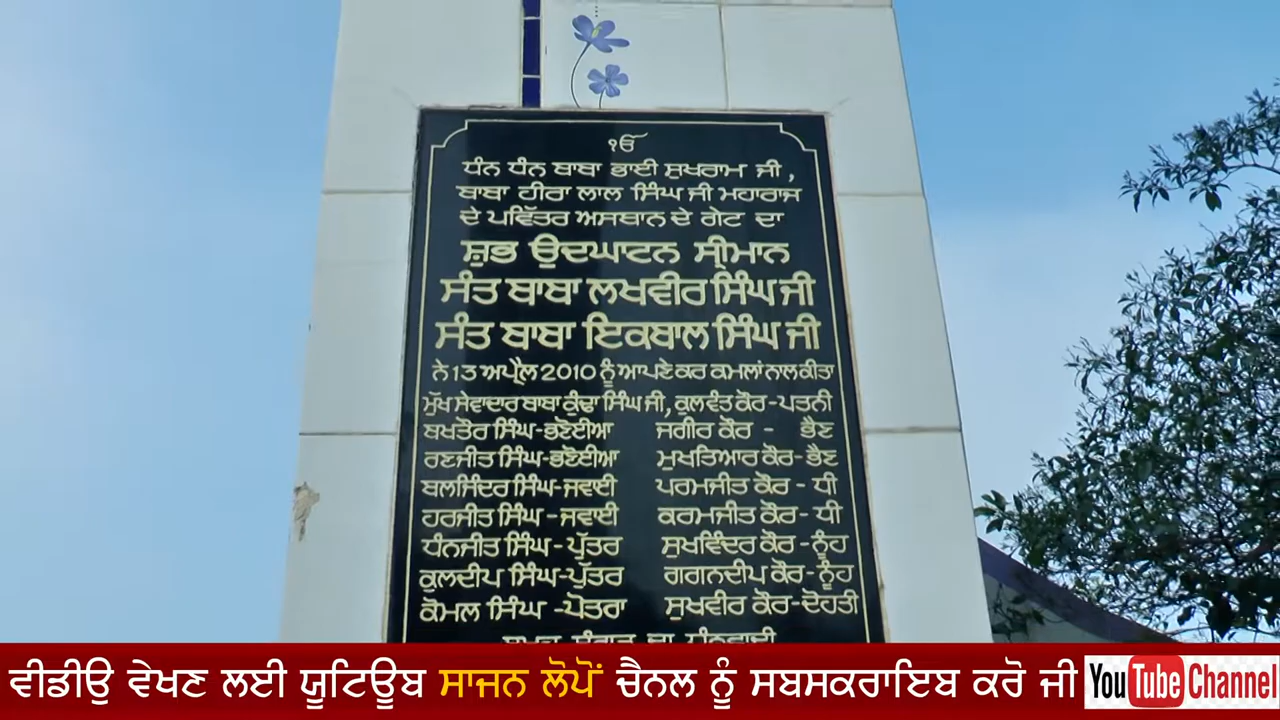 ੴ
ਧੰਨ ਧੰਨ ਬਾਬਾ ਭਾਈ ਸੁਖਰਾਮ ਜੀ,
ਬਾਬਾ ਹੀਰਾ ਲਾਲ ਸਿੰਘ ਜੀ ਮਹਾਰਾਜ
ਦੇ ਪਵਿੱਤਰ ਅਸਥਾਨ ਦੇ ਗੇਟ ਦਾ
ਸ਼ੁਭ ਉਦਘਾਟਨ ਸ੍ਰੀਮਾਨ
ਸੰਤ ਬਾਬਾ ਲਖਵੀਰ ਸਿੰਘ ਜੀ
ਸੰਤ ਬਾਬਾ ਇਕਬਾਲ ਸਿੰਘ ਜੀ
ਨੇ 13 ਅਪ੍ਰੈਲ 2010 ਨੂੰ ਆਪਣੇ ਕਰ ਕਮਲਾਂ ਨਾਲ ਕੀਤਾ
ਮੁੱਖ ਸੇਵਾਦਾਰ ਬਾਬਾ ਕੁੰਢਾ ਸਿੰਘ ਜੀ, ਕੁਲਵੰਤ ਕੌਰ - ਪਤਨੀ
ਬਖਤੌਰ ਸਿੰਘ - ਭਣੋਈਆ ਜਗੀਰ ਕੌਰ - ਭੈਣ
ਰਣਜੀਤ ਸਿੰਘ - ਭਣੋਈਆ ਮੁਖਤਿਆਰ ਕੌਰ - ਭੈਣ
ਬਲਜਿੰਦਰ ਸਿੰਘ - ਜਵਾਈ ਪਰਮਜੀਤ ਕੌਰ - ਧੀ
ਹਰਜੀਤ ਸਿੰਘ - ਜਵਾਈ ਕਰਮਜੀਤ ਕੌਰ - ਧੀ
ਧੰਨਜੀਤ ਸਿੰਘ - ਪੁੱਤਰ ਸੁਖਵਿੰਦਰ ਕੌਰ - ਨੂੰਹ
ਕੁਲਦੀਪ ਸਿੰਘ - ਪੁੱਤਰ ਗਗਨਦੀਪ ਕੌਰ - ਨੂੰਹ
ਕੋਮਲ ਸਿੰਘ - ਪੋਤਰਾ ਸੁਖਵੀਰ ਕੌਰ - ਦੋਹਤੀ
ਵੀਡੀਉ ਵੇਖਣ ਲਈ ਯੂਟਿਊਬ ਸਾਜਨ ਲੋਪੋਂ ਚੈਨਲ ਨੂੰ ਸਬਸਕਰਾਇਬ ਕਰੋ ਜੀ YouTube Channel